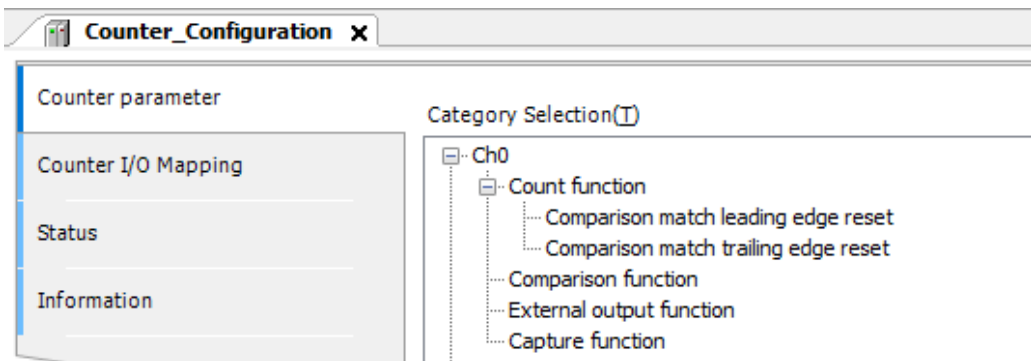 Counter_Configuration
Counter parameter
Counter I/O Mapping
Status
Information
Category Selection(T)
Ch0
Count function
Comparison match leading edge reset
Comparison match trailing edge reset
Comparison function
External output function
Capture function